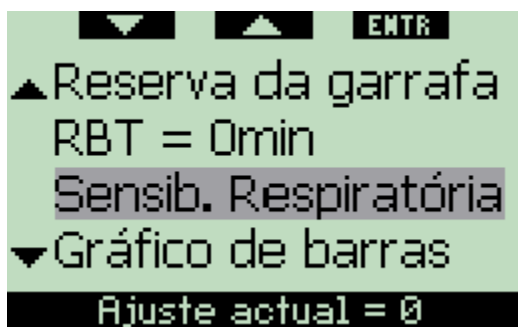 ENTR
Reserva da garrafa
RBT = 0min
Sensib. Respiratória
Gráfico de barras
Ajuste actual = 0